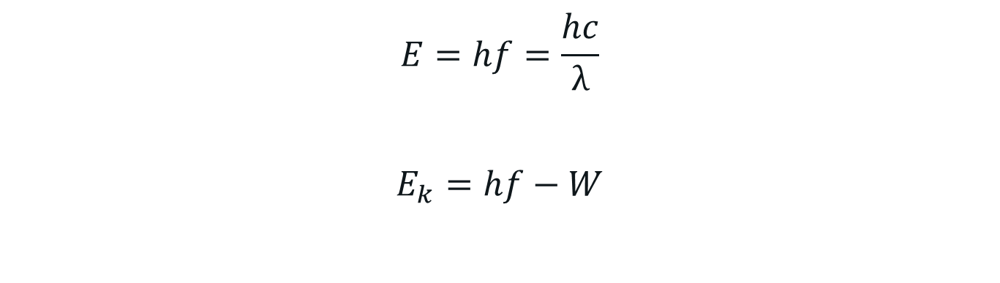 E = hf = hc/λ
E_k = hf − W